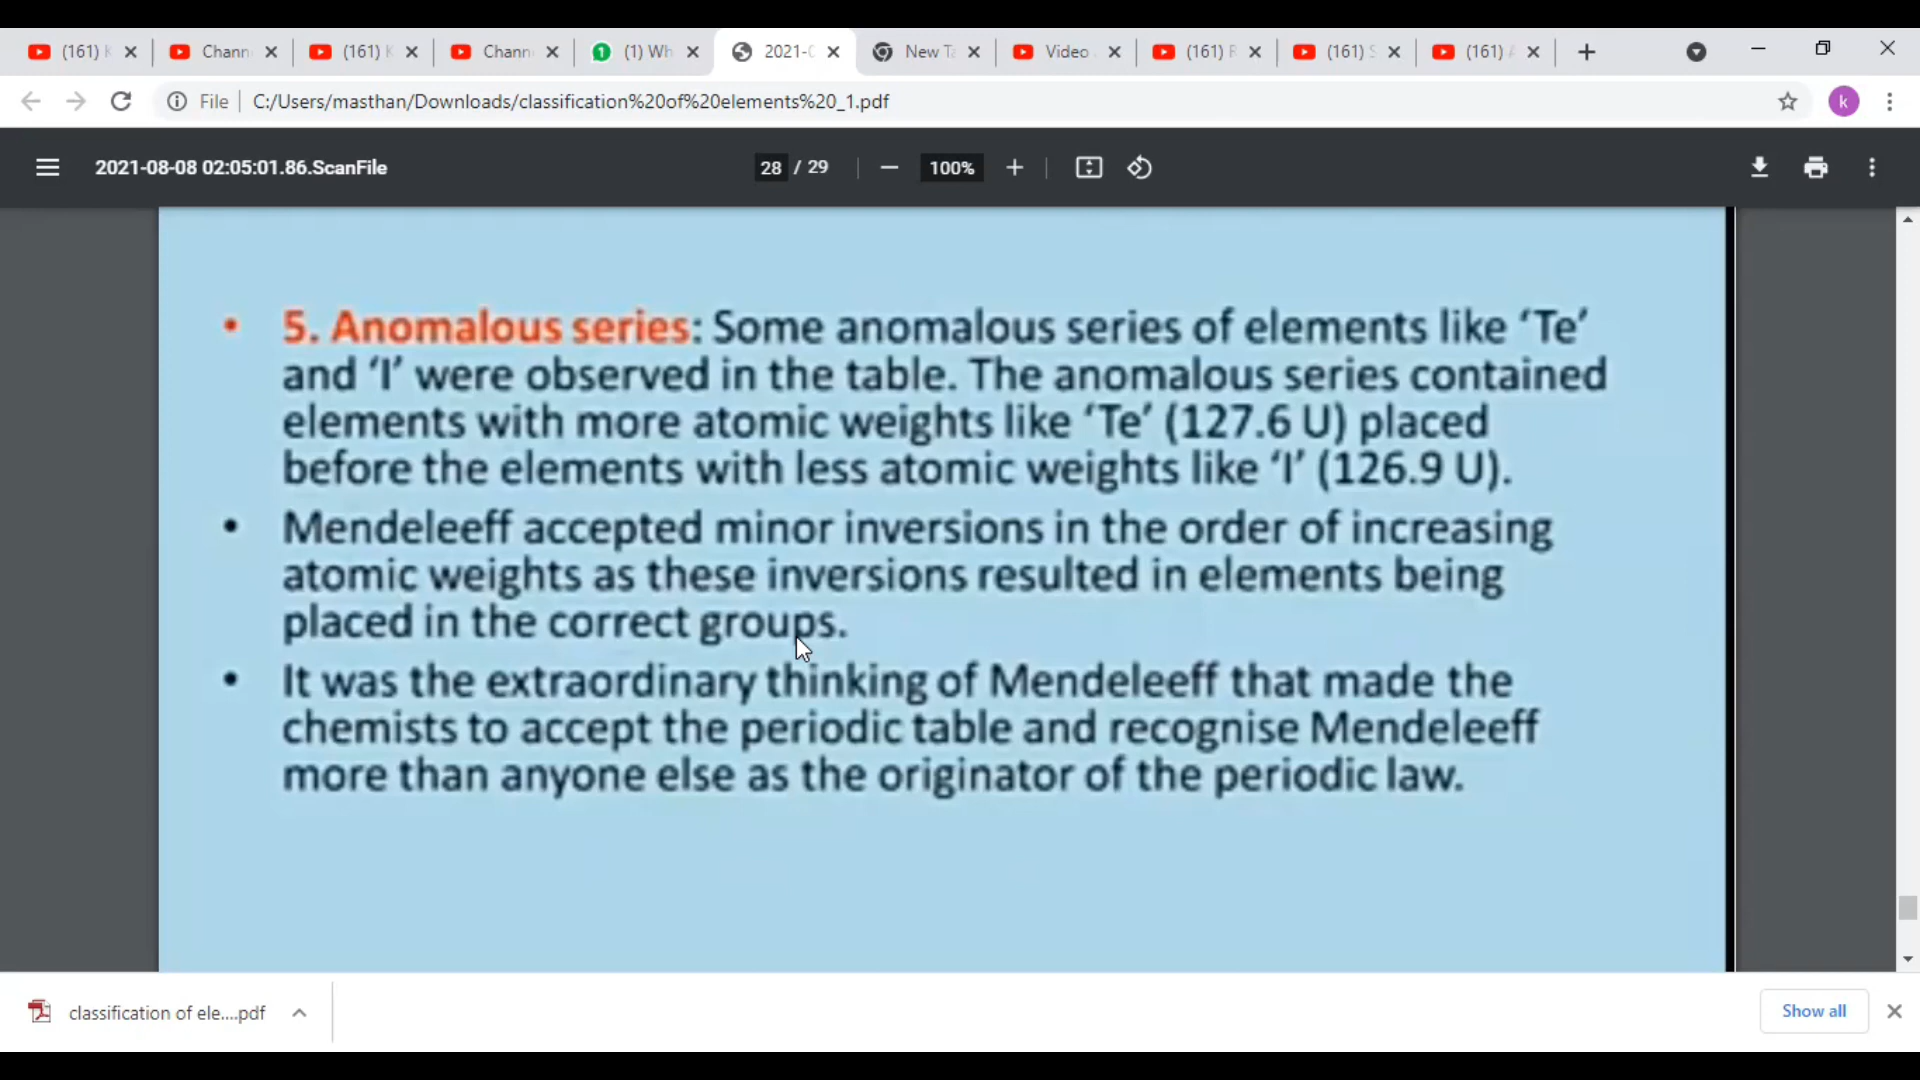 (161) K
Chann
(161) K
Chann
1
(1) Wh
2021-0
New Ta
Video
(161) F
(161) S
(161) A
File
C:/Users/masthan/Downloads/classification%20of%20elements%20_1.pdf
k
2021-08-08 02:05:01.86.ScanFile
28 / 29
100%
• 5. Anomalous series: Some anomalous series of elements like ‘Te’
and ‘I’ were observed in the table. The anomalous series contained
elements with more atomic weights like ‘Te’ (127.6 U) placed
before the elements with less atomic weights like ‘I’ (126.9 U).
• Mendeleeff accepted minor inversions in the order of increasing
atomic weights as these inversions resulted in elements being
placed in the correct groups.
• It was the extraordinary thinking of Mendeleeff that made the
chemists to accept the periodic table and recognise Mendeleeff
more than anyone else as the originator of the periodic law.
classification of ele....pdf
Show all